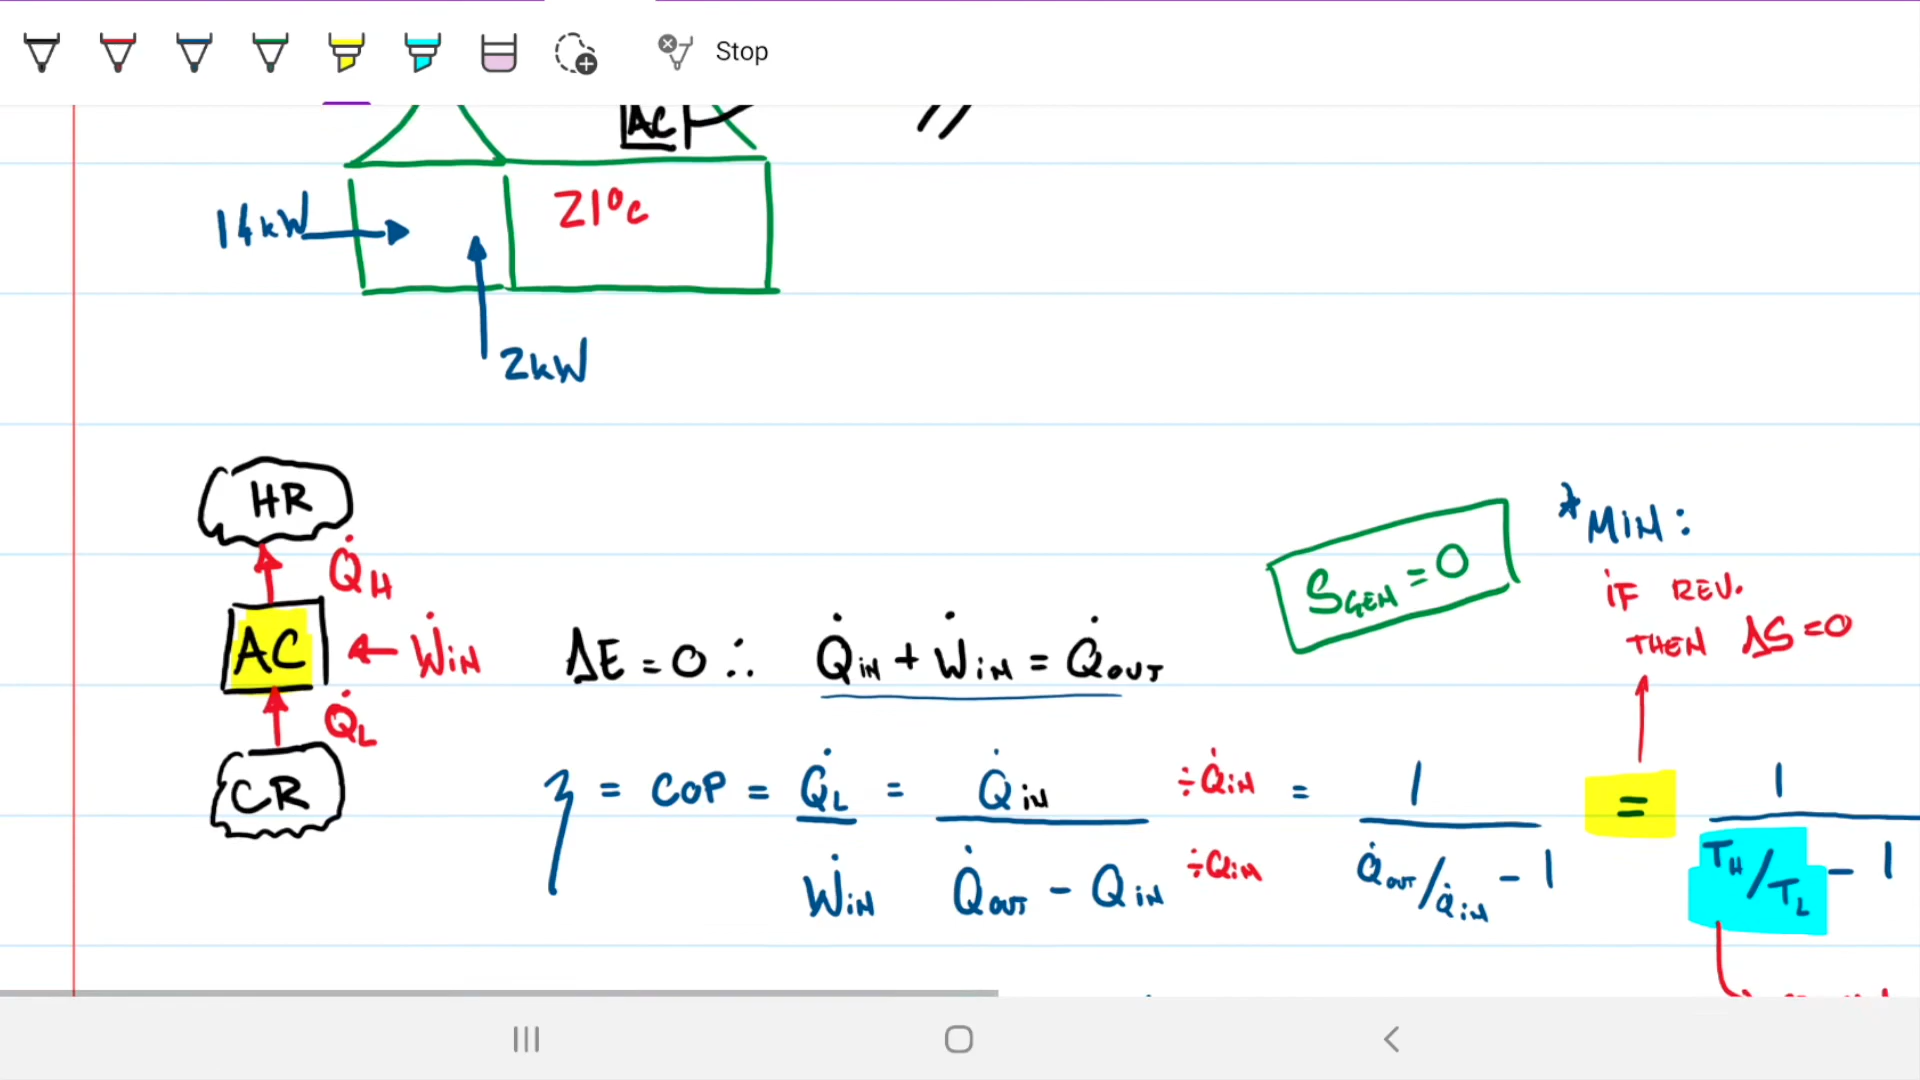 Stop
AC
14kW
21°C
2kW
HR
Q̇H
AC
ẆIN
Q̇L
CR
ΔE = 0 ∴ Q̇IN + ẆIN = Q̇OUT
SGEN = 0
*MIN:
IF REV.
THEN ΔS=0
η = COP = Q̇L / ẆIN = Q̇IN / Q̇OUT - QIN ÷Q̇IN ÷QIN = 1 / Q̇OUT/Q̇IN - 1 = 1 / TH/TL - 1